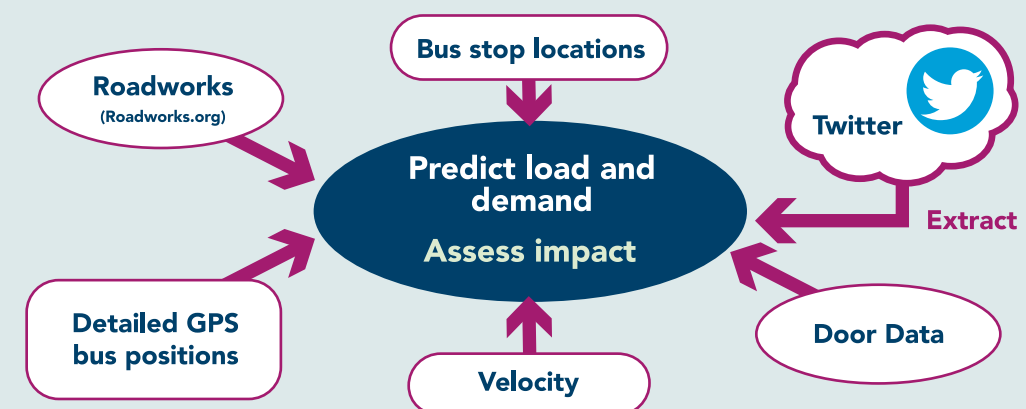 Bus stop locations
Roadworks
(Roadworks.org)
Twitter
Predict load and
demand
Assess impact
Extract
Detailed GPS
bus positions
Door Data
Velocity